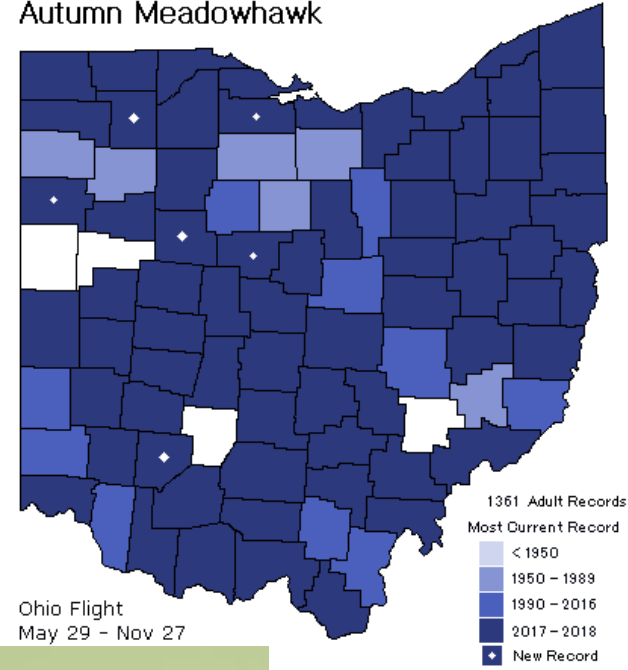 Autumn Meadowhawk
1361 Adult Records
Most Current Record
< 1950
1950 - 1989
1990 - 2016
2017 - 2018
New Record
Ohio Flight
May 29 - Nov 27